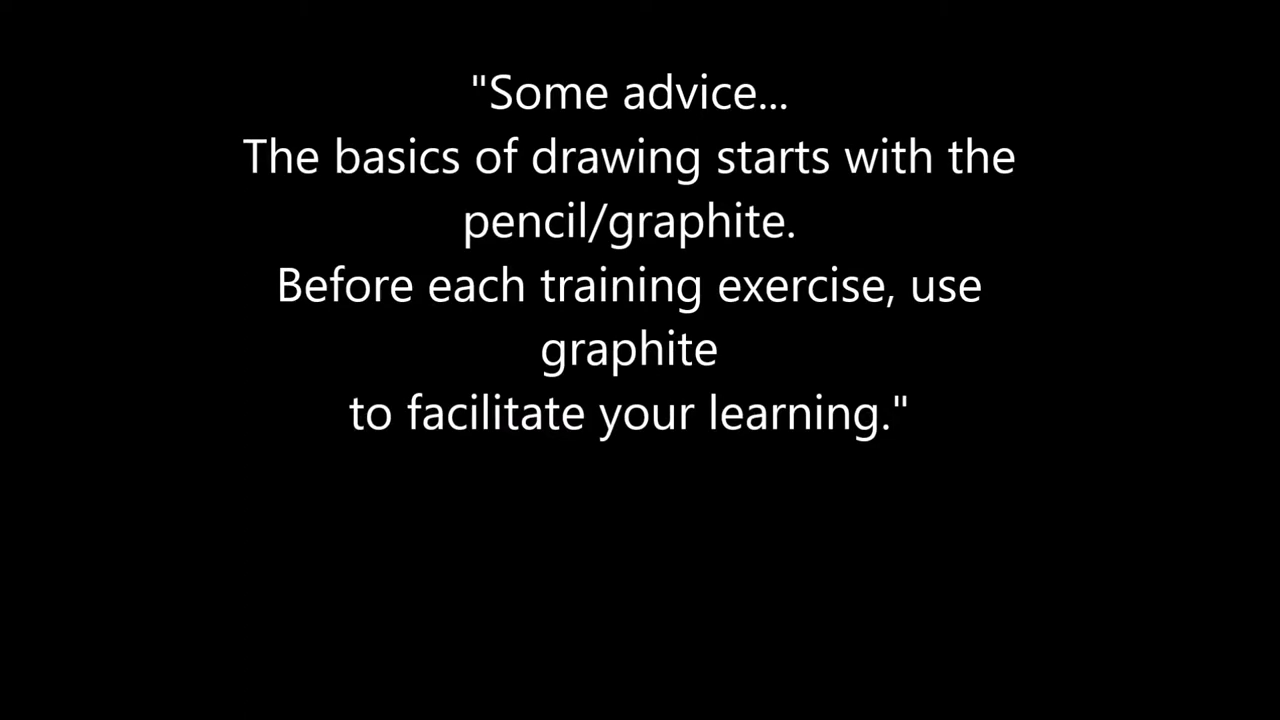 "Some advice...
The basics of drawing starts with the
pencil/graphite.
Before each training exercise, use
graphite
to facilitate your learning."